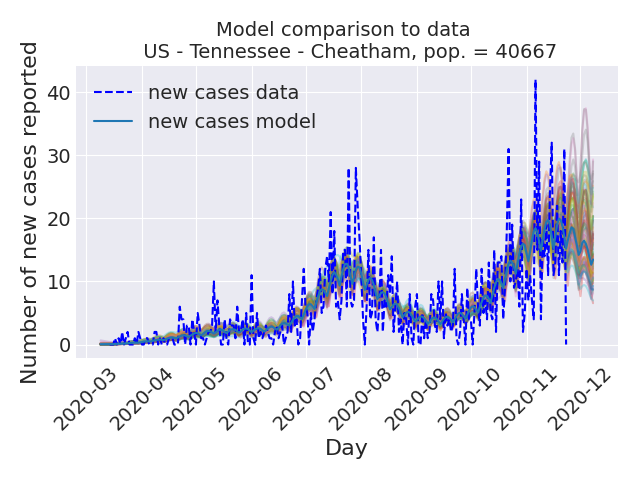 Model comparison to data
US - Tennessee - Cheatham, pop. = 40667
Number of new cases reported
40
30
20
10
0
new cases data
new cases model
2020-03
2020-04
2020-05
2020-06
2020-07
2020-08
2020-09
2020-10
2020-11
2020-12
Day